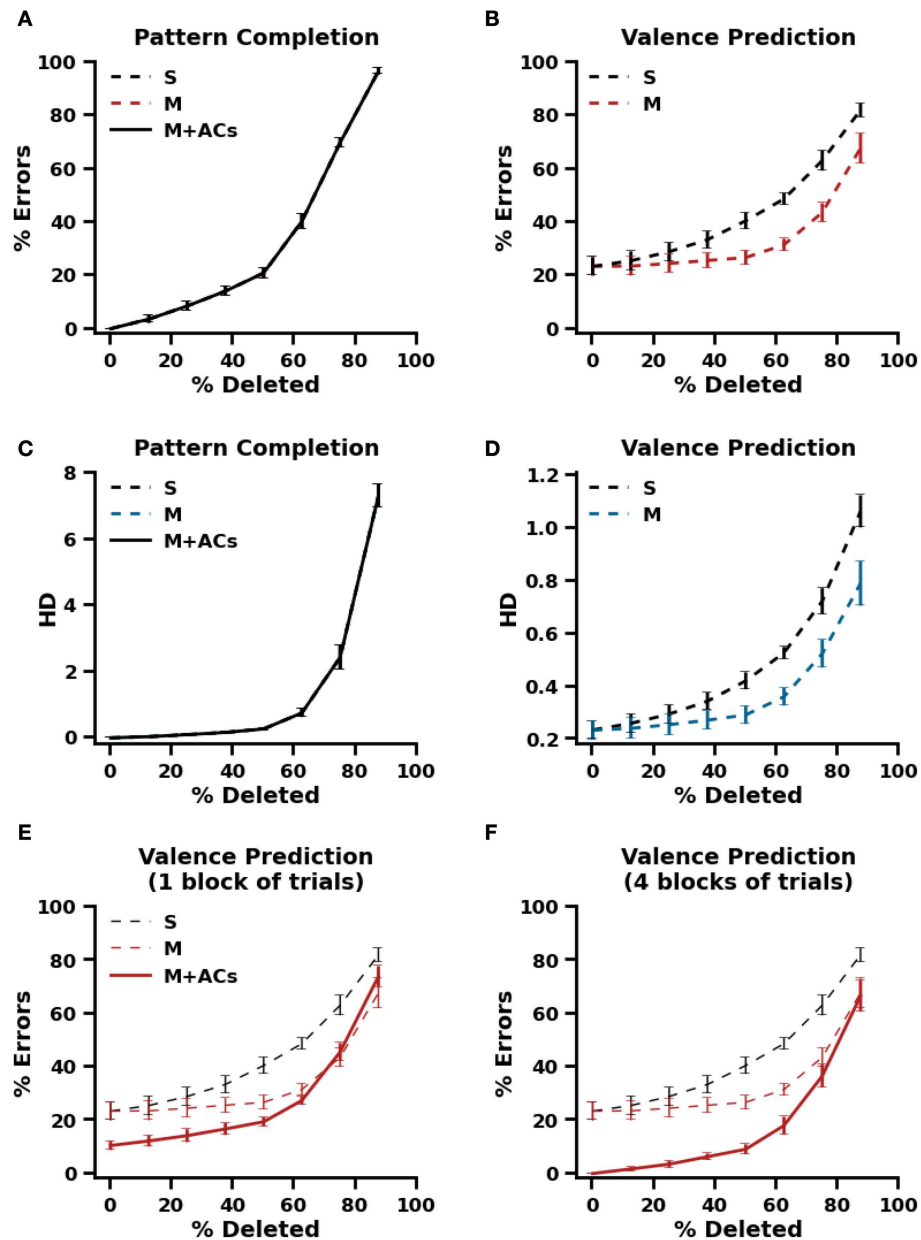 A
Pattern Completion
S
M
M+ACs
% Errors
100
80
60
40
20
0
0 20 40 60 80 100
% Deleted
B
Valence Prediction
S
M
% Errors
100
80
60
40
20
0
0 20 40 60 80 100
% Deleted
C
Pattern Completion
S
M
M+ACs
HD
8
6
4
2
0
0 20 40 60 80 100
% Deleted
D
Valence Prediction
S
M
HD
1.2
1.0
0.8
0.6
0.4
0.2
0 20 40 60 80 100
% Deleted
E
Valence Prediction
(1 block of trials)
S
M
M+ACs
% Errors
100
80
60
40
20
0
0 20 40 60 80 100
% Deleted
F
Valence Prediction
(4 blocks of trials)
% Errors
100
80
60
40
20
0
0 20 40 60 80 100
% Deleted